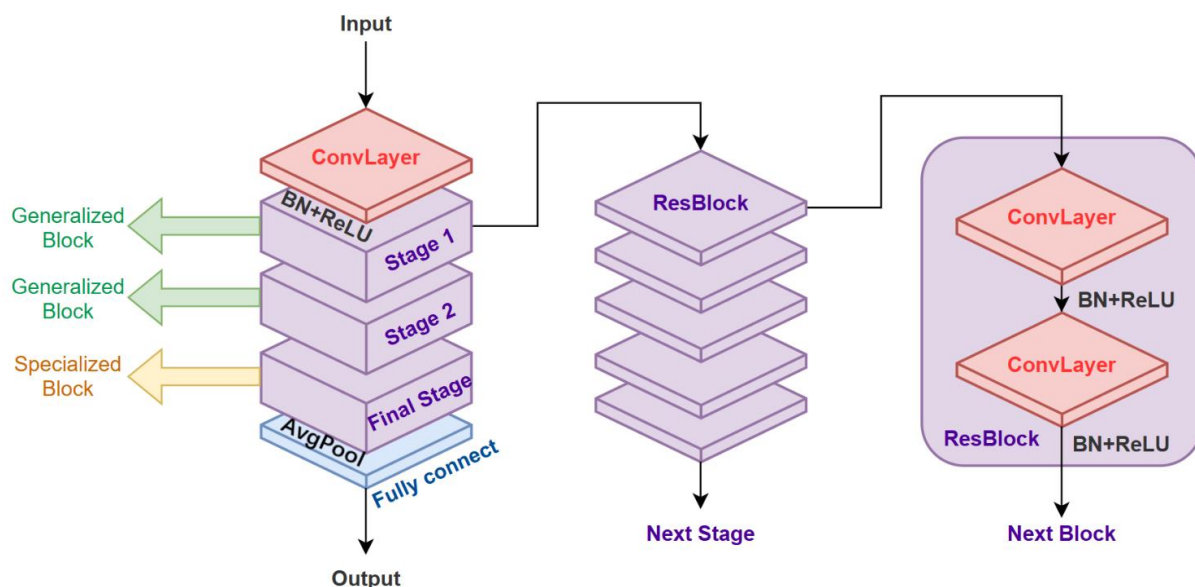 Input
ConvLayer
BN+ReLU
Generalized
Block
Stage 1
Generalized
Block
Stage 2
Specialized
Block
Final Stage
AvgPool
Fully connect
Output
ResBlock
Next Stage
ConvLayer
BN+ReLU
ConvLayer
ResBlock
BN+ReLU
Next Block